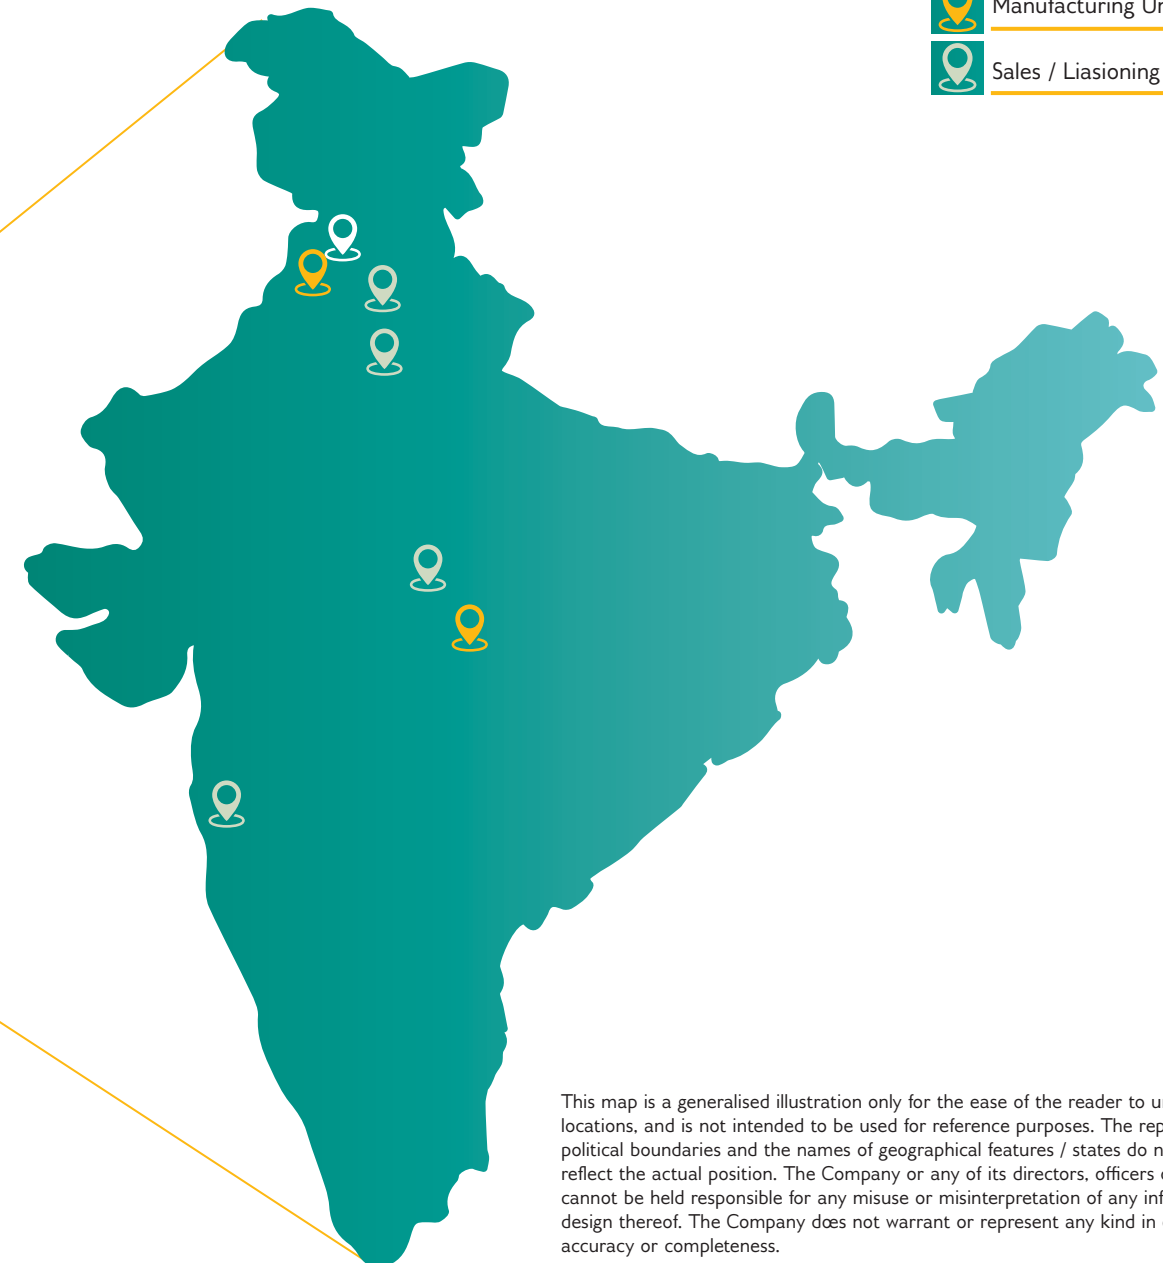 Manufacturing
Sales / Liasioning
This map is a generalised illustration only for the ease of the reader to
locations, and is not intended to be used for reference purposes. The
political boundaries and the names of geographical features / states do
reflect the actual position. The Company or any of its directors, officers
cannot be held responsible for any misuse or misinterpretation of any
design thereof. The Company dœs not warrant or represent any kind in
accuracy or completeness.